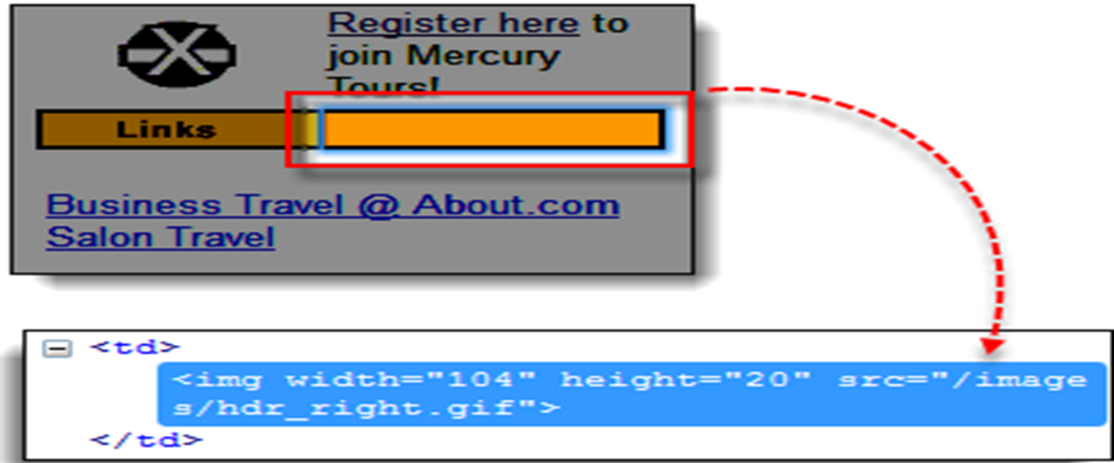 Register here to
join Mercury
Tours!
Links
Business Travel @ About.com
Salon Travel
<td>
<img width="104" height="20" src="/image
s/hdr_right.gif">
</td>